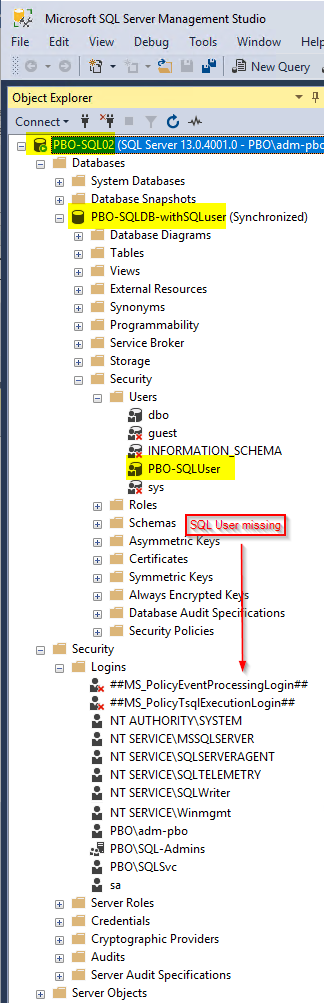 Microsoft SQL Server Management Studio
File Edit View Debug Tools Window Help
New Query
Object Explorer
Connect
PBO-SQL02 (SQL Server 13.0.4001.0 - PBO\adm-pbo
Databases
System Databases
Database Snapshots
PBO-SQLDB-withSQLuser (Synchronized)
Database Diagrams
Tables
Views
External Resources
Synonyms
Programmability
Service Broker
Storage
Security
Users
dbo
guest
INFORMATION_SCHEMA
PBO-SQLUser
sys
Roles
Schemas
SQL User missing
Asymmetric Keys
Certificates
Symmetric Keys
Always Encrypted Keys
Database Audit Specifications
Security Policies
Security
Logins
##MS_PolicyEventProcessingLogin##
##MS_PolicyTsqlExecutionLogin##
NT AUTHORITY\SYSTEM
NT SERVICE\MSSQLSERVER
NT SERVICE\SQLSERVERAGENT
NT SERVICE\SQLTELEMETRY
NT SERVICE\SQLWriter
NT SERVICE\Winmgmt
PBO\adm-pbo
PBO\SQL-Admins
PBO\SQLSvc
sa
Server Roles
Credentials
Cryptographic Providers
Audits
Server Audit Specifications
Server Objects